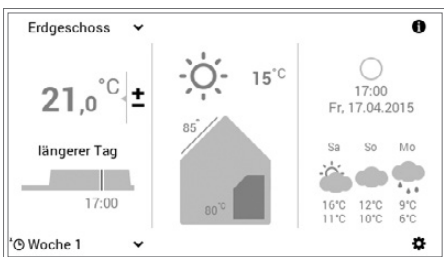 Erdgeschoss
21,0 °C ±
längerer Tag
17:00
Woche 1
15°C
85°
80°C
17:00
Fr, 17.04.2015
Sa So Mo
16°C 12°C 9°C
11°C 10°C 6°C